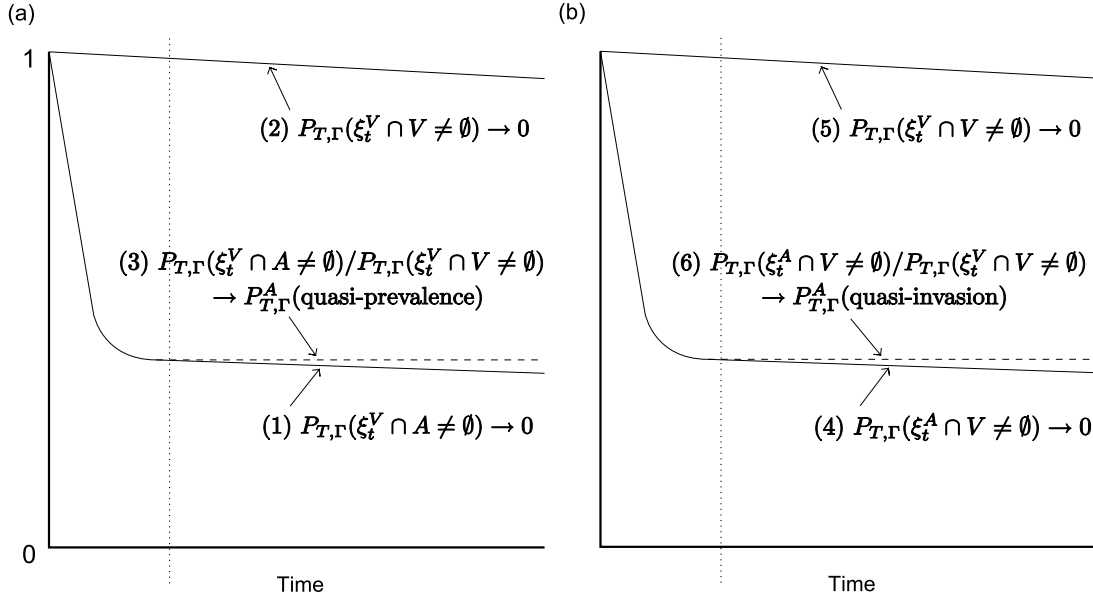 (a)
1
(2) P_{T,Γ}(ξ_t^V ∩ V ≠ ∅) → 0
(3) P_{T,Γ}(ξ_t^V ∩ A ≠ ∅)/P_{T,Γ}(ξ_t^V ∩ V ≠ ∅)
→ P_{T,Γ}^A(quasi-prevalence)
(1) P_{T,Γ}(ξ_t^V ∩ A ≠ ∅) → 0
0
Time
(b)
(5) P_{T,Γ}(ξ_t^V ∩ V ≠ ∅) → 0
(6) P_{T,Γ}(ξ_t^A ∩ V ≠ ∅)/P_{T,Γ}(ξ_t^V ∩ V ≠ ∅)
→ P_{T,Γ}^A(quasi-invasion)
(4) P_{T,Γ}(ξ_t^A ∩ V ≠ ∅) → 0
Time